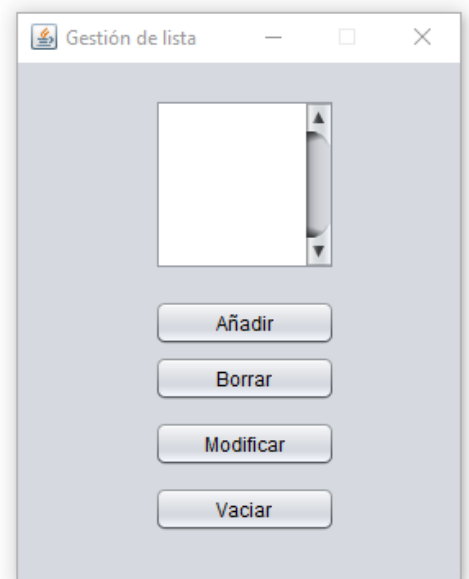 Gestión de lista
Añadir
Borrar
Modificar
Vaciar